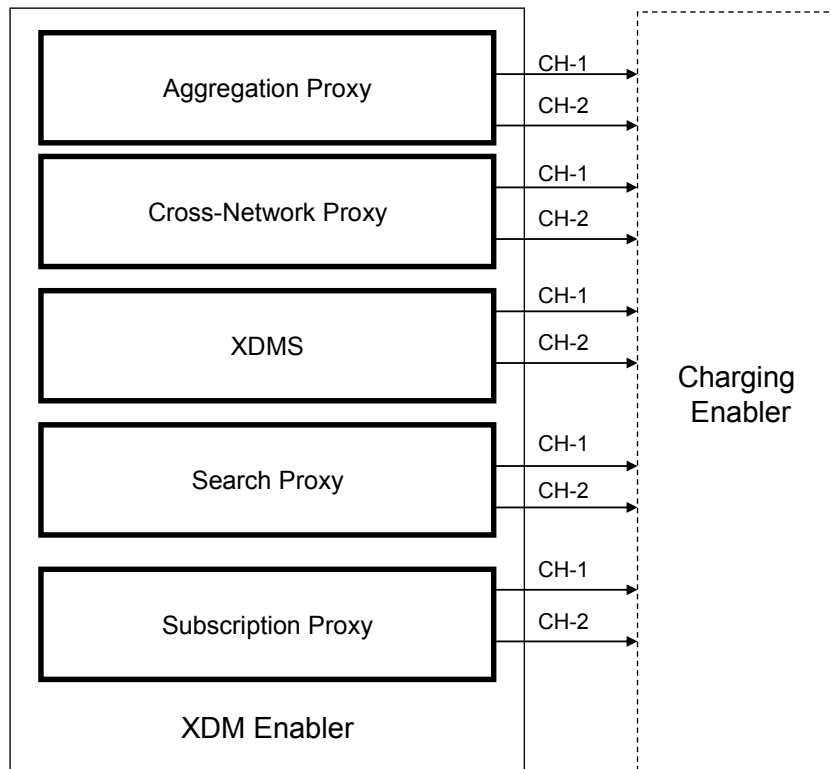 CH-1
Aggregation Proxy
CH-2
CH-1
Cross-Network Proxy
CH-2
CH-1
XDMS
CH-2
Charging
Enabler
CH-1
Search Proxy
CH-2
CH-1
Subscription Proxy
CH-2
XDM Enabler